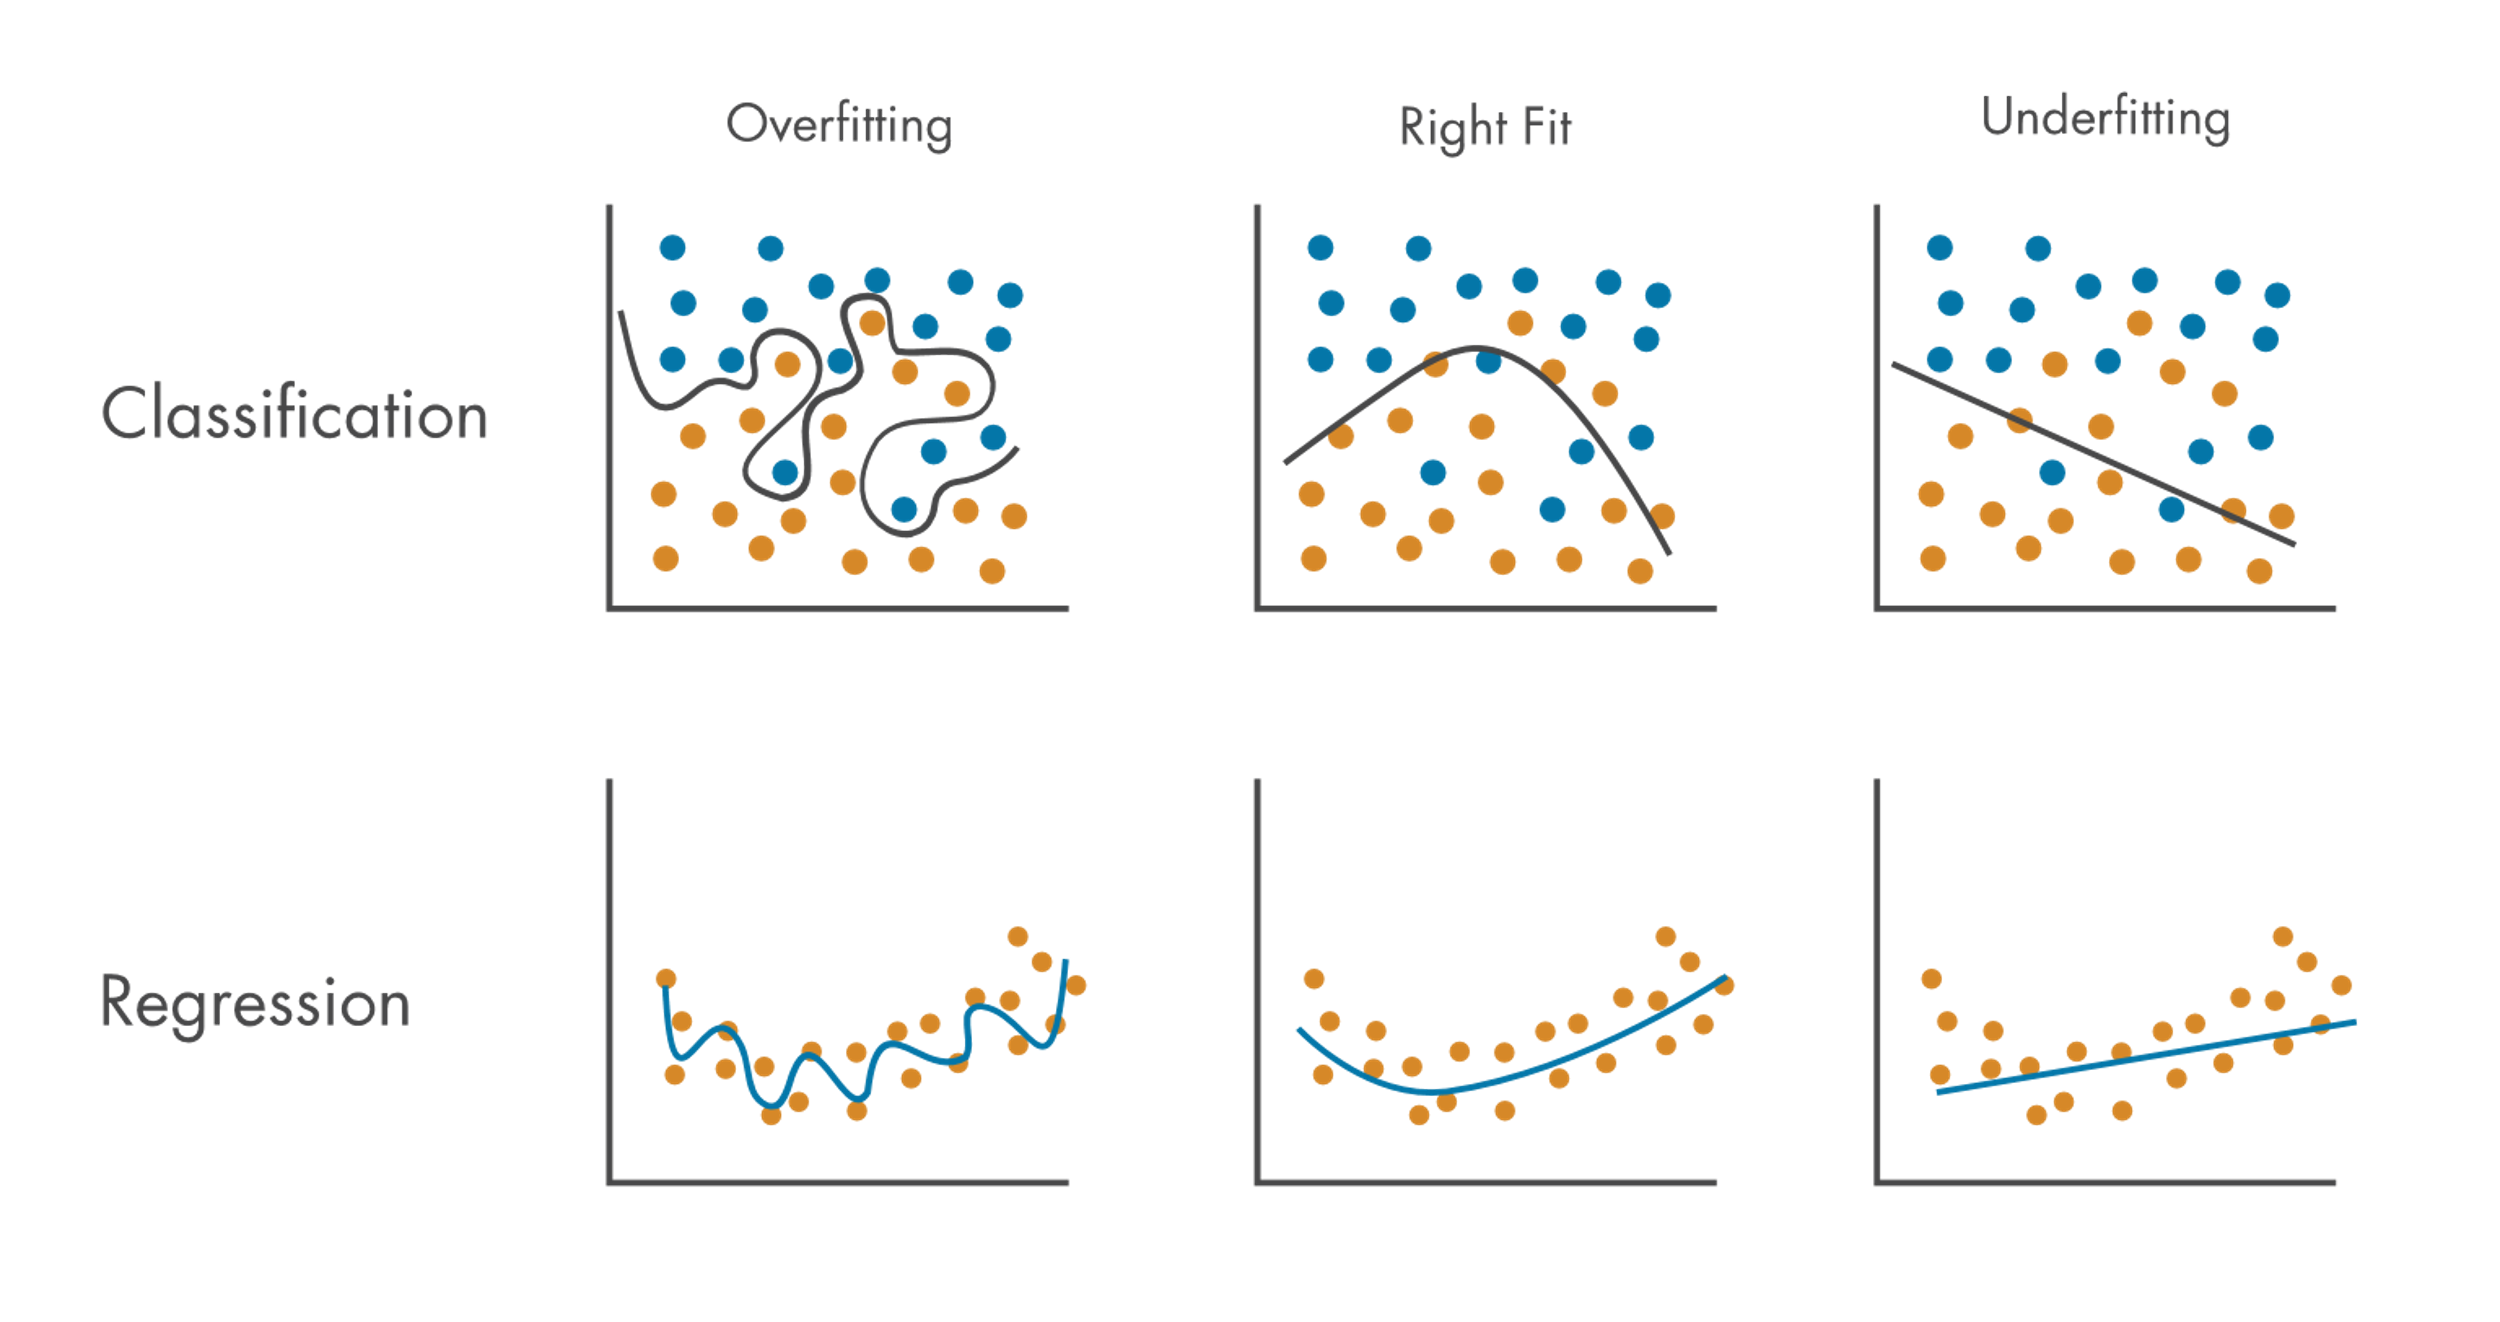 Overfitting
Right Fit
Underfitting
Classification
Regression